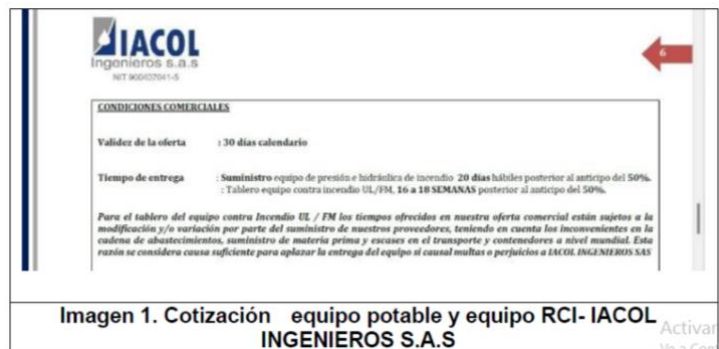 IACOL
Ingenieros s.a.s
NIT 900437041-5
6
CONDICIONES COMERCIALES
Validez de la oferta : 30 días calendario
Tiempo de entrega : Suministro equipo de presión e hidráulica de incendio 20 días hábiles posterior al anticipo del 50%.
: Tablero equipo contra incendio UL/FM, 16 a 18 SEMANAS posterior al anticipo del 50%.
Para el tablero del equipo contra Incendio UL / FM los tiempos ofrecidos en nuestra oferta comercial están sujetos a la
modificación y/o variación por parte del suministro de nuestros proveedores, teniendo en cuenta los inconvenientes en la
cadena de abastecimientos, suministro de materia prima y escases en el transporte y contenedores a nivel mundial. Esta
razón se considera causa suficiente para aplazar la entrega del equipo si causal multas o perjuicios a IACOL INGENIEROS SAS
Imagen 1. Cotización equipo potable y equipo RCI- IACOL
INGENIEROS S.A.S
Activar